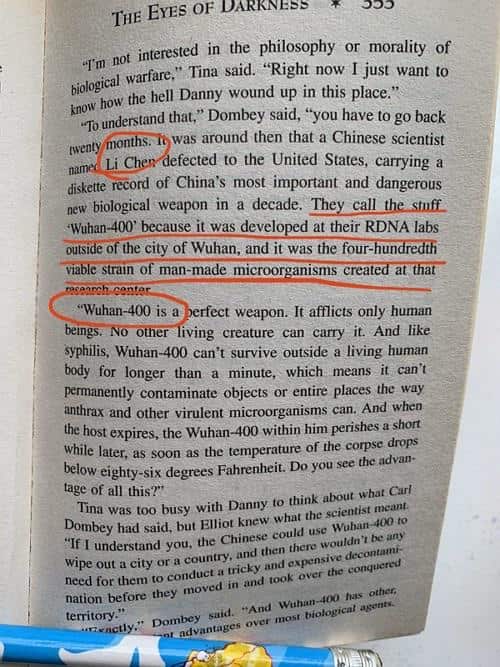 THE EYES OF DARKNESS * 353
"I'm not interested in the philosophy or morality of
biological warfare," Tina said. "Right now I just want to
know how the hell Danny wound up in this place."
"To understand that," Dombey said, "you have to go back
twenty months. It was around then that a Chinese scientist
named Li Chen defected to the United States, carrying a
diskette record of China's most important and dangerous
new biological weapon in a decade. They call the stuff
'Wuhan-400' because it was developed at their RDNA labs
outside of the city of Wuhan, and it was the four-hundredth
viable strain of man-made microorganisms created at that
research center.
"Wuhan-400 is a perfect weapon. It afflicts only human
beings. No other living creature can carry it. And like
syphilis, Wuhan-400 can't survive outside a living human
body for longer than a minute, which means it can't
permanently contaminate objects or entire places the way
anthrax and other virulent microorganisms can. And when
the host expires, the Wuhan-400 within him perishes a short
while later, as soon as the temperature of the corpse drops
below eighty-six degrees Fahrenheit. Do you see the advan-
tage of all this?"
Tina was too busy with Danny to think about what Carl
Dombey had said, but Elliot knew what the scientist meant.
"If I understand you, the Chinese could use Wuhan-400 to
wipe out a city or a country, and then there wouldn't be any
need for them to conduct a tricky and expensive decontami-
nation before they moved in and took over the conquered
territory."
"Exactly," Dombey said. "And Wuhan-400 has other,
advantages over most biological agents.